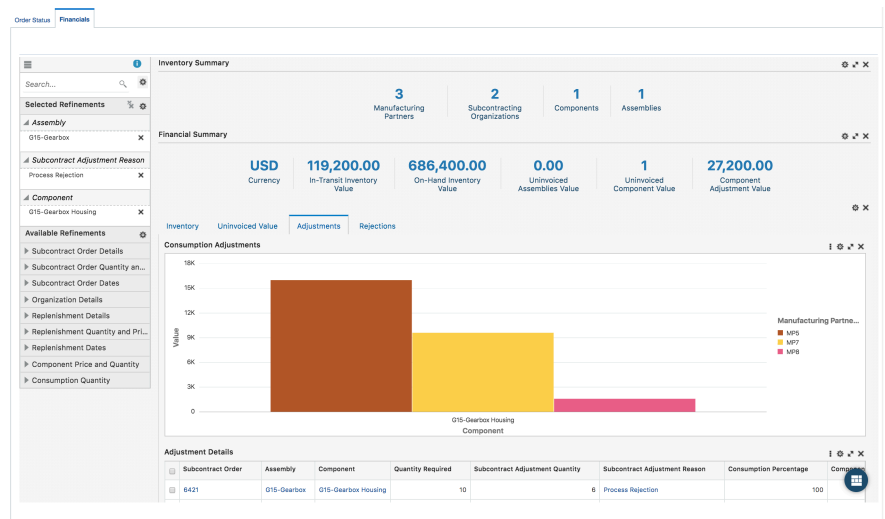 Order Status Financials
Search...
Selected Refinements
Assembly
G15-Gearbox
Subcontract Adjustment Reason
Process Rejection
Component
G15-Gearbox Housing
Available Refinements
Subcontract Order Details
Subcontract Order Quantity an...
Subcontract Order Dates
Organization Details
Replenishment Details
Replenishment Quantity and Pri...
Replenishment Dates
Component Price and Quantity
Consumption Quantity
Inventory Summary
3 2 1 1
Manufacturing Subcontracting Components Assemblies
Partners Organizations
Financial Summary
USD 119,200.00 686,400.00 0.00 1 27,200.00
Currency In-Transit Inventory On-Hand Inventory Uninvoiced Uninvoiced Component
Value Value Assemblies Value Component Value Adjustment Value
Inventory Uninvoiced Value Adjustments Rejections
Consumption Adjustments
18K
15K
12K
9K
6K
3K
0
Value
G15-Gearbox Housing
Component
Manufacturing Partne...
MP5
MP7
MP8
Adjustment Details
Subcontract Order Assembly Component Quantity Required Subcontract Adjustment Quantity Subcontract Adjustment Reason Consumption Percentage
6421 G15-Gearbox G15-Gearbox Housing 10 6 Process Rejection 100